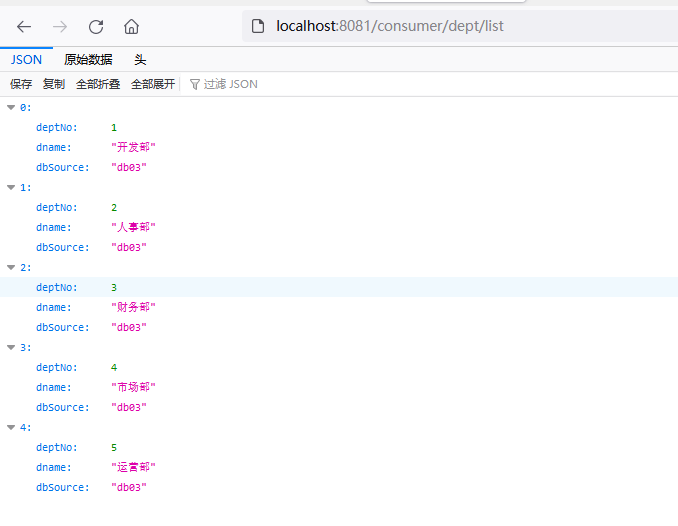 localhost:8081/consumer/dept/list
JSON 原始数据 头
保存 复制 全部折叠 全部展开 过滤 JSON
0:
deptNo: 1
dname: "开发部"
dbSource: "db03"
1:
deptNo: 2
dname: "人事部"
dbSource: "db03"
2:
deptNo: 3
dname: "财务部"
dbSource: "db03"
3:
deptNo: 4
dname: "市场部"
dbSource: "db03"
4:
deptNo: 5
dname: "运营部"
dbSource: "db03"